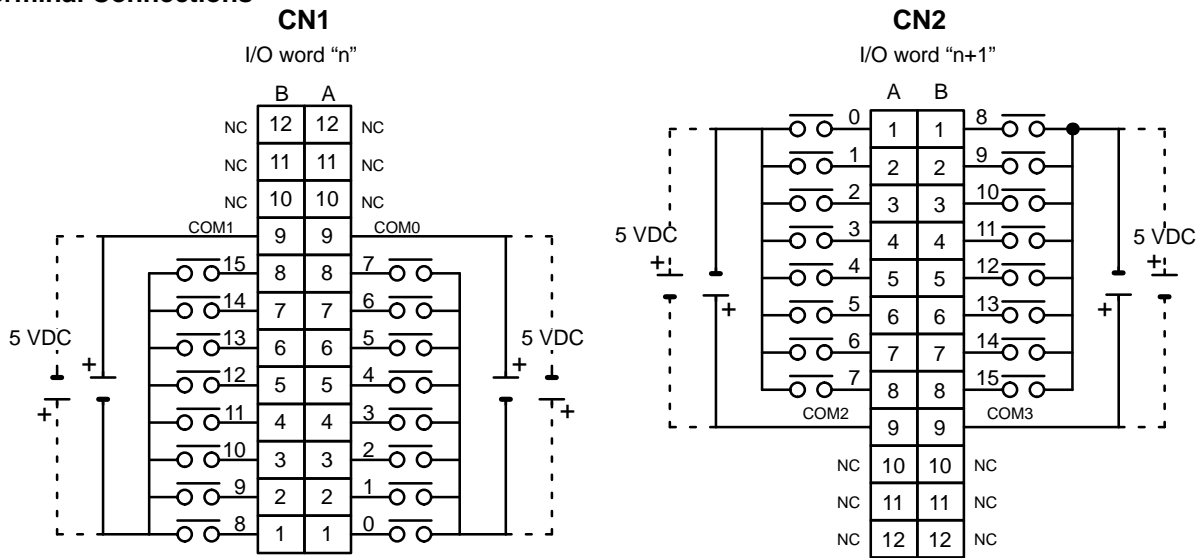 Terminal Connections
CN1
I/O word “n”
B A
NC 12 12 NC
NC 11 11 NC
NC 10 10 NC
COM1 9 9 COM0
15 8 8 7
14 7 7 6
13 6 6 5
12 5 5 4
11 4 4 3
10 3 3 2
9 2 2 1
8 1 1 0
5 VDC
+
+
5 VDC
+
+
CN2
I/O word “n+1”
A B
0 1 1 8
1 2 2 9
2 3 3 10
3 4 4 11
4 5 5 12
5 6 6 13
6 7 7 14
7 8 8 15
COM2 9 9 COM3
NC 10 10 NC
NC 11 11 NC
NC 12 12 NC
5 VDC
+
+
5 VDC
+
+